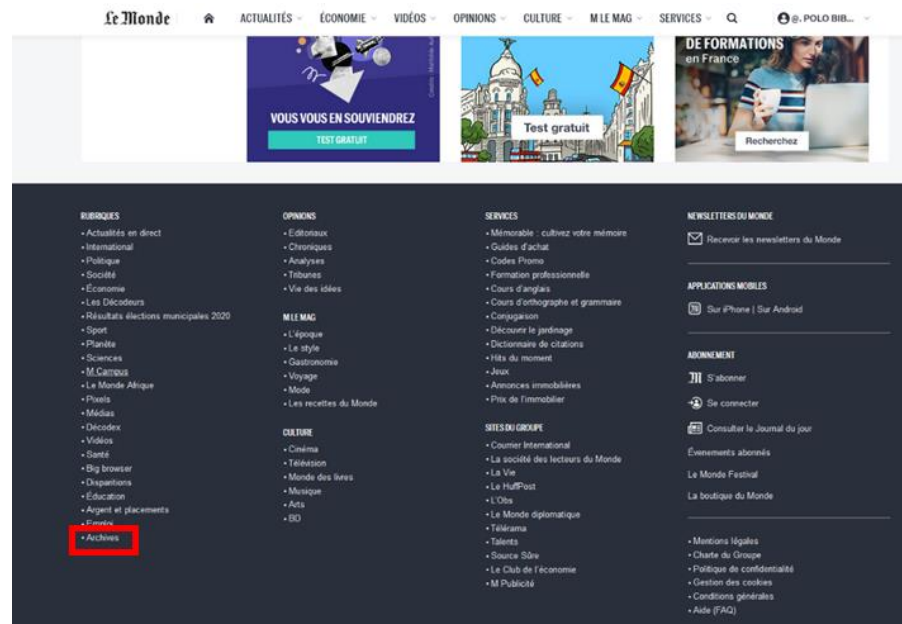 Le Monde
ACTUALITÉS
ÉCONOMIE
VIDÉOS
OPINIONS
CULTURE
M LE MAG
SERVICES
@. POLO BIB...
VOUS VOUS EN SOUVIENDREZ
TEST GRATUIT
Test gratuit
DE FORMATIONS
en France
Recherchez
RUBRIQUES
• Actualités en direct
• International
• Politique
• Société
• Économie
• Les Décodeurs
• Résultats élections municipales 2020
• Sport
• Planète
• Sciences
• M Campus
• Le Monde Afrique
• Pixels
• Médias
• Décodex
• Vidéos
• Santé
• Big browser
• Disparitions
• Éducation
• Argent et placements
• Emploi
• Archives
OPINIONS
• Editoriaux
• Chroniques
• Analyses
• Tribunes
• Vie des idées
M LE MAG
• L'époque
• Le style
• Gastronomie
• Voyage
• Mode
• Les recettes du Monde
CULTURE
• Cinéma
• Télévision
• Monde des livres
• Musique
• Arts
• BD
SERVICES
• Mémorable : cultivez votre mémoire
• Guides d'achat
• Codes Promo
• Formation professionnelle
• Cours d'anglais
• Cours d'orthographe et grammaire
• Conjugaison
• Découvrir le jardinage
• Dictionnaire de citations
• Hits du moment
• Jeux
• Annonces immobilières
• Prix de l'immobilier
SITES DU GROUPE
• Courrier International
• La société des lecteurs du Monde
• La Vie
• Le HuffPost
• L'Obs
• Le Monde diplomatique
• Télérama
• Talents
• Source Sûre
• Le Club de l'économie
• M Publicité
NEWSLETTERS DU MONDE
Recevoir les newsletters du Monde
APPLICATIONS MOBILES
Sur iPhone | Sur Android
ABONNEMENT
S'abonner
Se connecter
Consulter le Journal du jour
Évenements abonnés
Le Monde Festival
La boutique du Monde
• Mentions légales
• Charte du Groupe
• Politique de confidentialité
• Gestion des cookies
• Conditions générales
• Aide (FAQ)